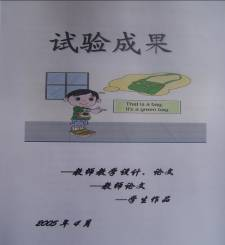 试验成果
That is a bag.
It's a green bag.
—教师教学设计、论文
—教师论文
—学生作品
2005 年 4 月